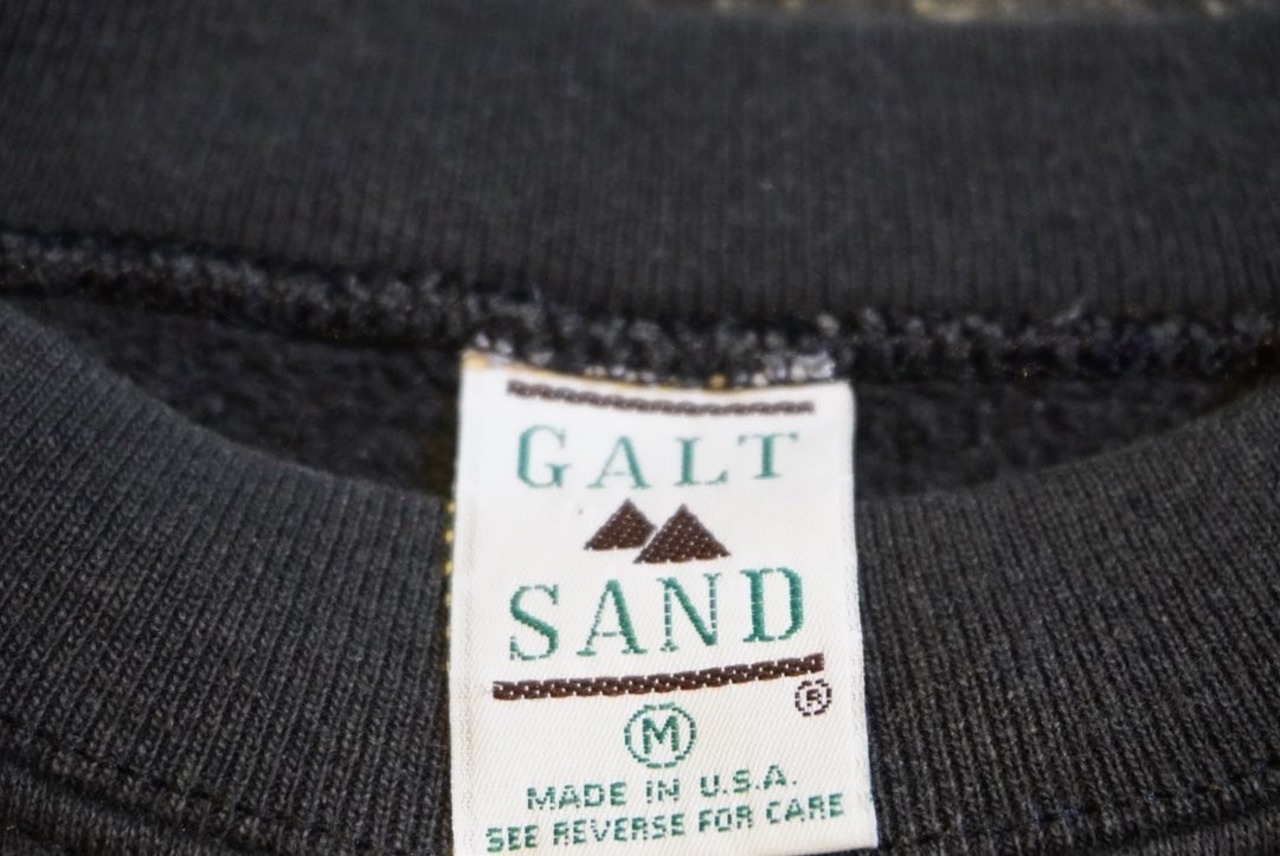 GALT
SAND
®
M
MADE IN U.S.A.
SEE REVERSE FOR CARE